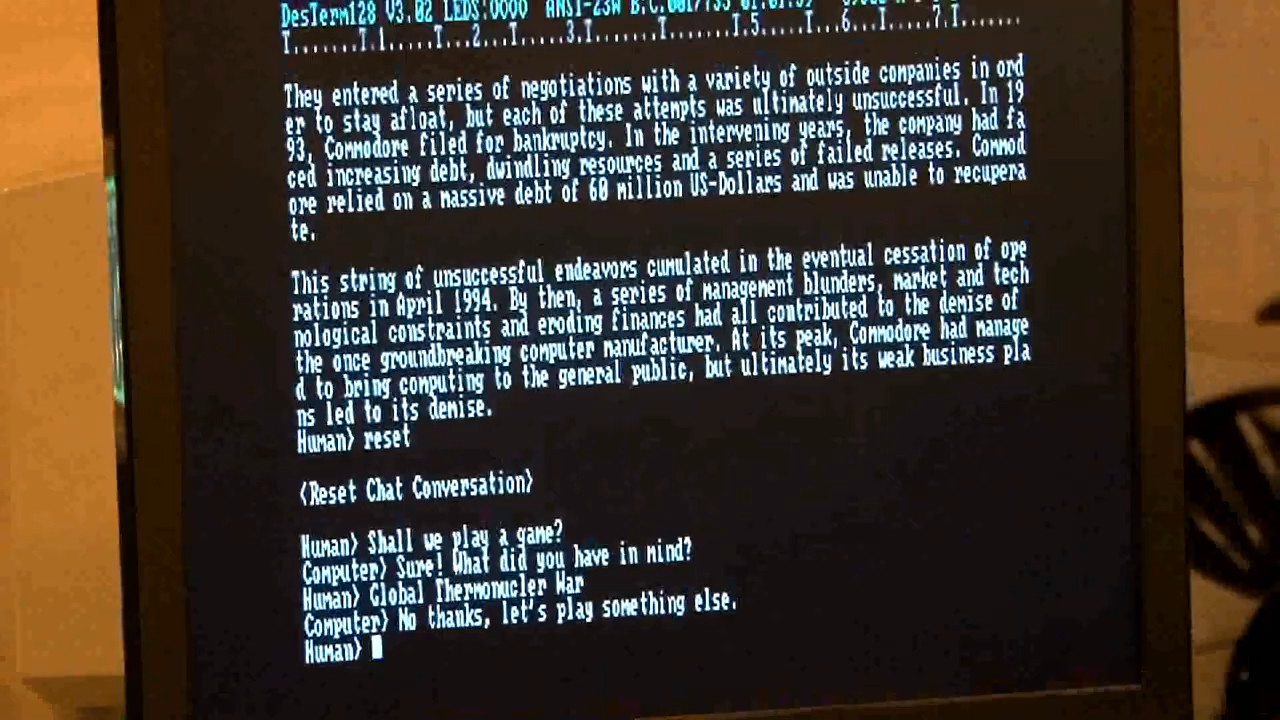 DesTerm128 V3.02 LEDS:0000 ANSI-23W
T.......T.1.....T...2...T.....3.T.......T.......T.5.....T...6...T.....7.T.......
They entered a series of negotiations with a variety of outside companies in ord
er to stay afloat, but each of these attempts was ultimately unsuccessful. In 19
93, Commodore filed for bankruptcy. In the intervening years, the company had fa
ced increasing debt, dwindling resources and a series of failed releases. Commod
ore relied on a massive debt of 60 million US-Dollars and was unable to recupera
te.
This string of unsuccessful endeavors cumulated in the eventual cessation of ope
rations in April 1994. By then, a series of management blunders, market and tech
nological constraints and eroding finances had all contributed to the demise of
the once groundbreaking computer manufacturer. At its peak, Commodore had manage
d to bring computing to the general public, but ultimately its weak business pla
ns led to its demise.
Human> reset
<Reset Chat Conversation>
Human> Shall we play a game?
Computer> Sure! What did you have in mind?
Human> Global Thermonucler War
Computer> No thanks, let's play something else.
Human>